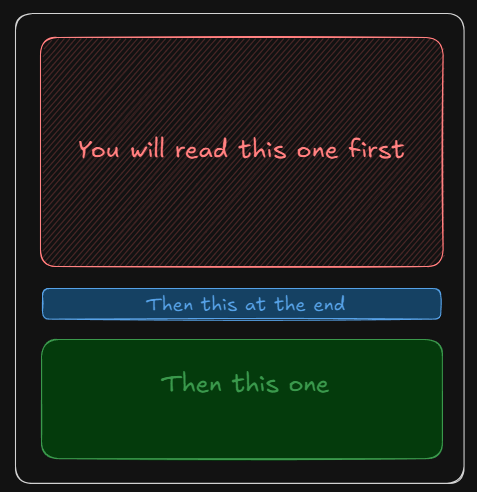 You will read this one first
Then this at the end
Then this one